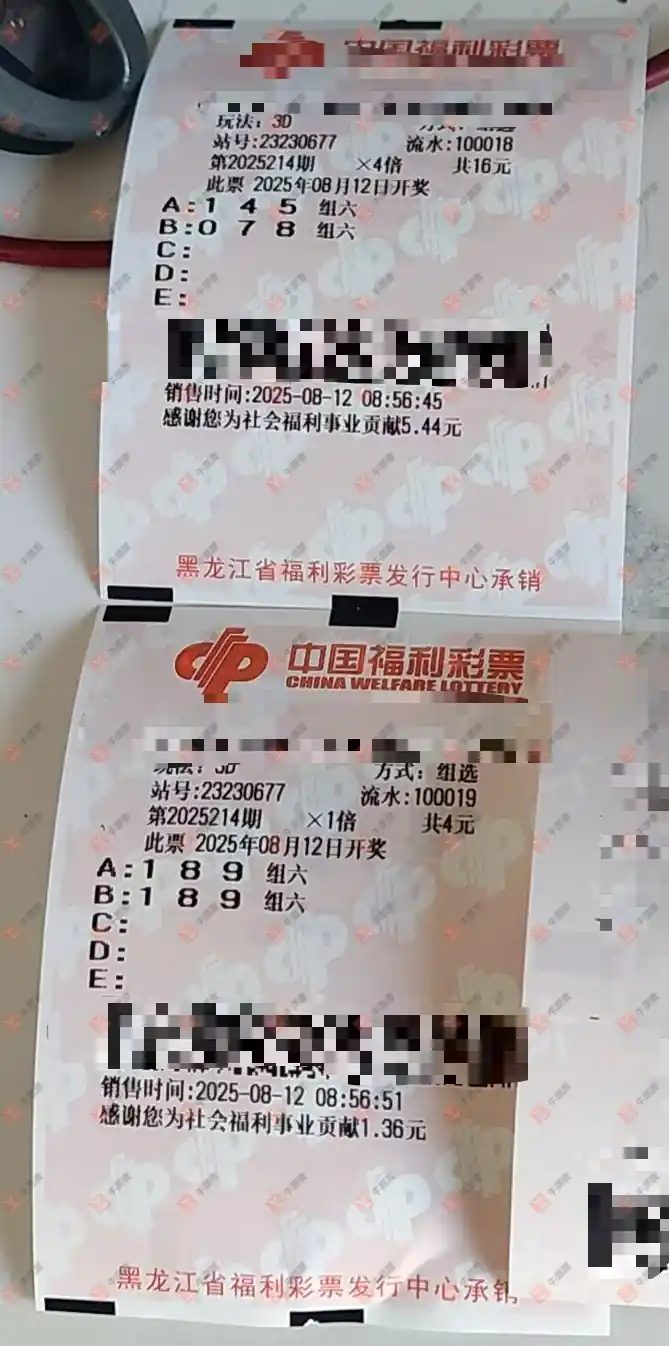 中国福利彩票
玩法：3D
方式：组选
站号:23230677 流水:100018
第2025214期 ×4倍 共16元
此票 2025年08月12日开奖
A:1 4 5 组六
B:0 7 8 组六
C:
D:
E:
销售时间:2025-08-12 08:56:45
感谢您为社会福利事业贡献5.44元
黑龙江省福利彩票发行中心承销
中国福利彩票
CHINA WELFARE LOTTERY
玩法：3D 方式：组选
站号:23230677 流水:100019
第2025214期 ×1倍 共4元
此票 2025年08月12日开奖
A:1 8 9 组六
B:1 8 9 组六
C:
D:
E:
销售时间:2025-08-12 08:56:51
感谢您为社会福利事业贡献1.36元
黑龙江省福利彩票发行中心承销